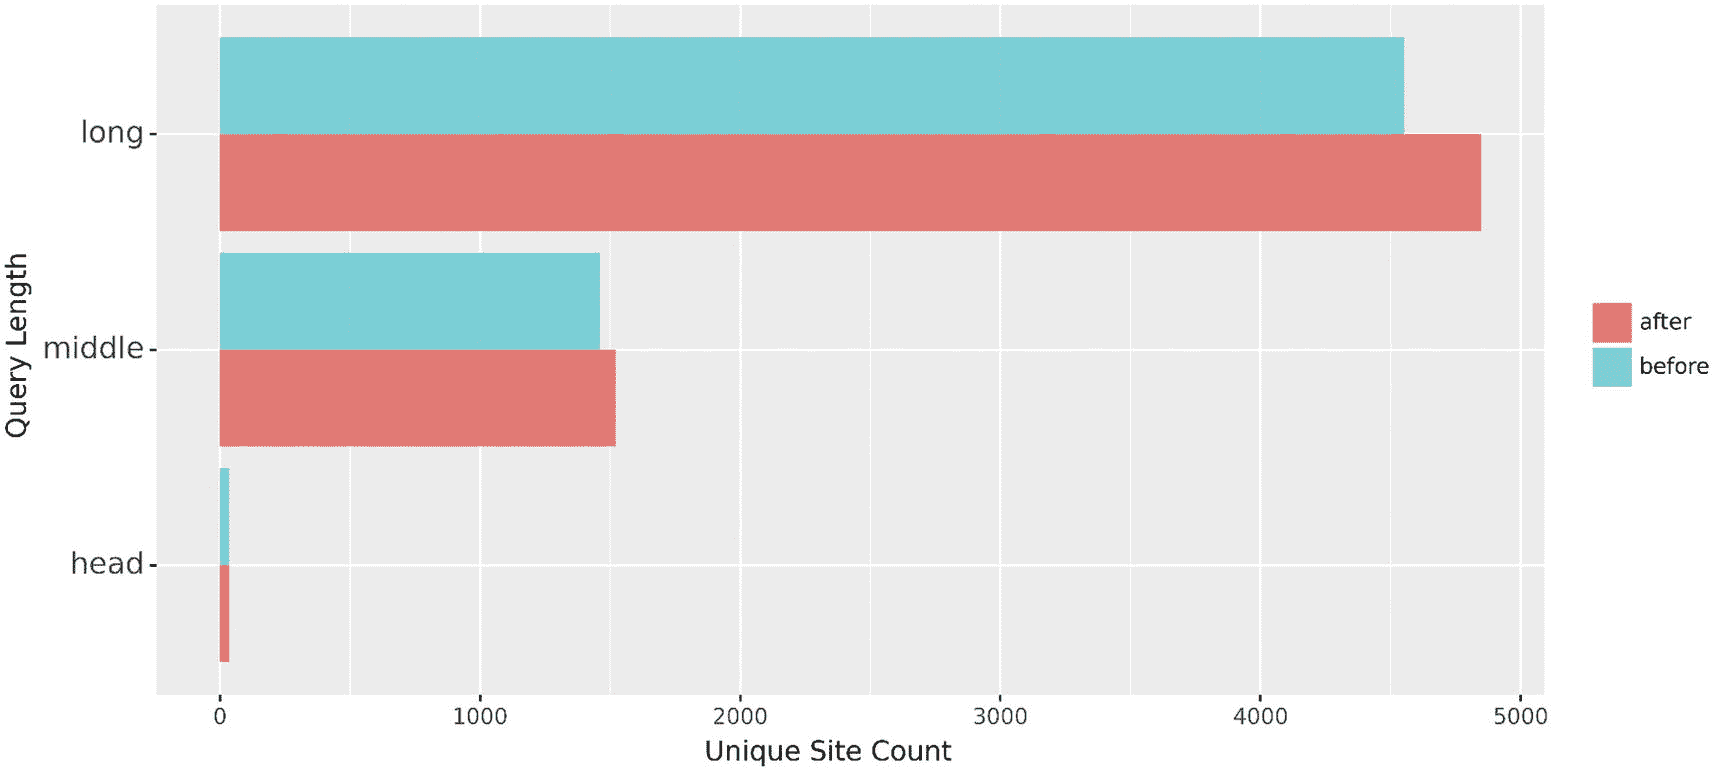 long
middle
head
Query Length
0 1000 2000 3000 4000 5000
Unique Site Count
after
before